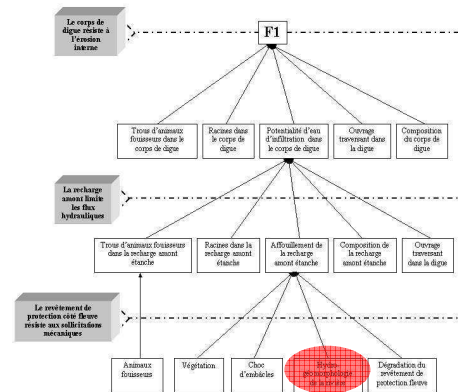 Le corps de
digue résiste à
l'érosion
interne
F1
Trous d'animaux
fouisseurs dans le
corps de digue
Racines dans
le corps de
digue
Potentialité d'eau
d'infiltration dans
le corps de digue
Ouvrage
traversant dans
la digue
Composition
du corps de
digue
La recharge
amont limite
les flux
hydrauliques
Trous d'animaux fouisseurs
dans la recharge amont
étanche
Racines dans la
recharge amont
étanche
Affouillement de
la recharge
amont étanche
Composition de
la recharge
amont étanche
Ouvrage
traversant
dans la digue
Le revêtement de
protection côté fleuve
résiste aux sollicitations
mécaniques
Animaux
fouisseurs
Végétation
Choc
d'embâcles
Hydro-
géomorphologie
de la rivière
Dégradation du
revêtement de
protection fleuve